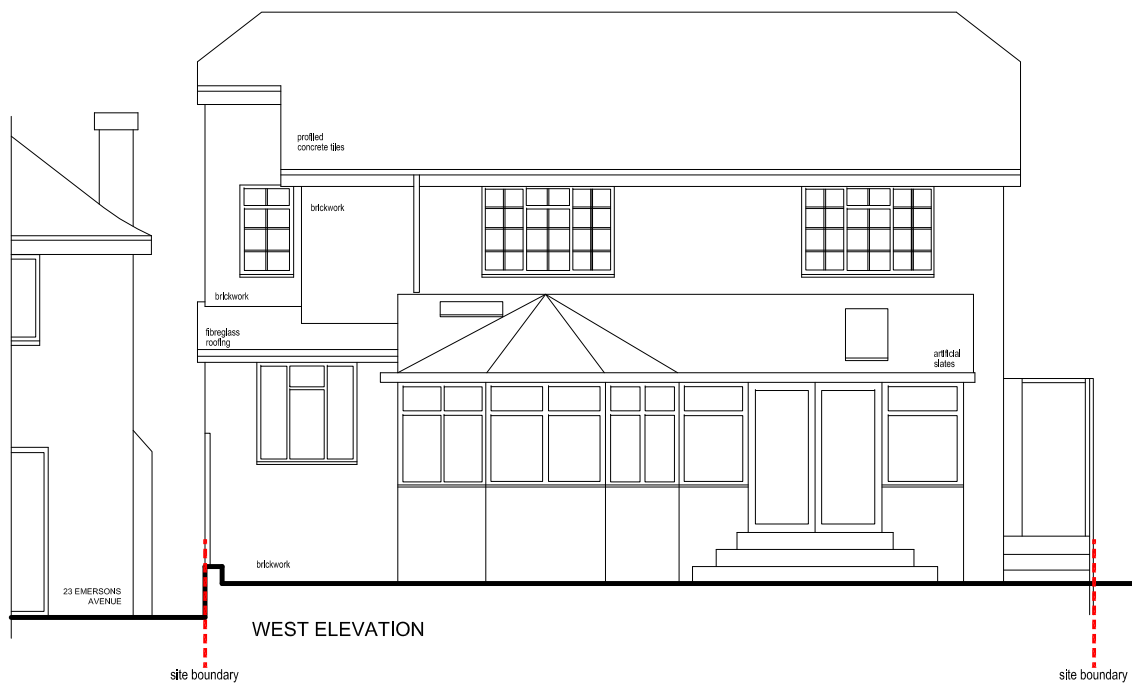 profiled
concrete tiles
brickwork
brickwork
fibreglass
roofing
artificial
slates
brickwork
23 EMERSONS
AVENUE
WEST ELEVATION
site boundary
site boundary